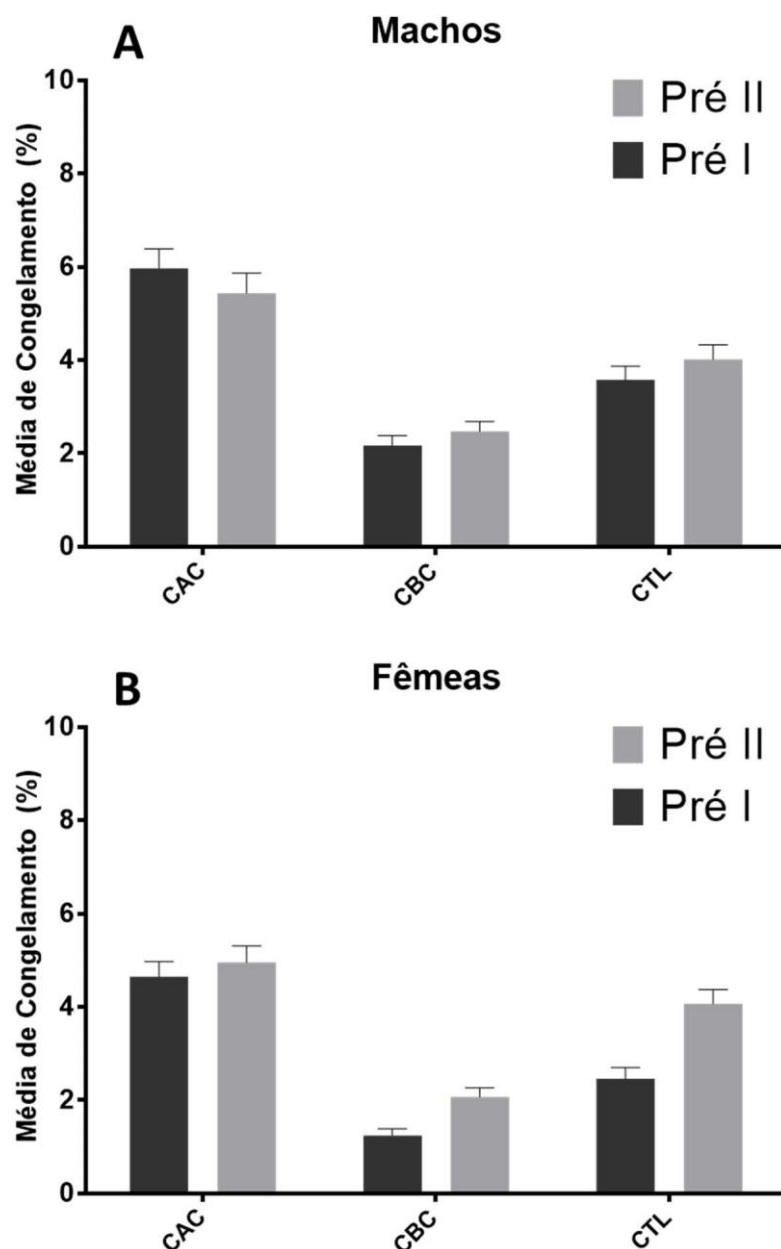 A
Machos
Média de Congelamento (%)
10
8
6
4
2
0
Pré II
Pré I
CAC
CBC
CTL
B
Fêmeas
Média de Congelamento (%)
10
8
6
4
2
0
Pré II
Pré I
CAC
CBC
CTL